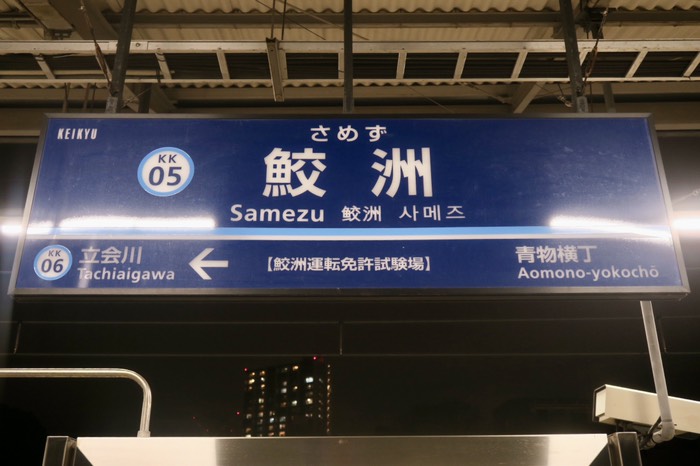 KEIKYU
さめず
KK
05
鮫洲
Samezu 鮫洲 사메즈
KK
06
立会川
Tachiaigawa
←
【鮫洲運転免許試験場】
青物横丁
Aomono-yokochō